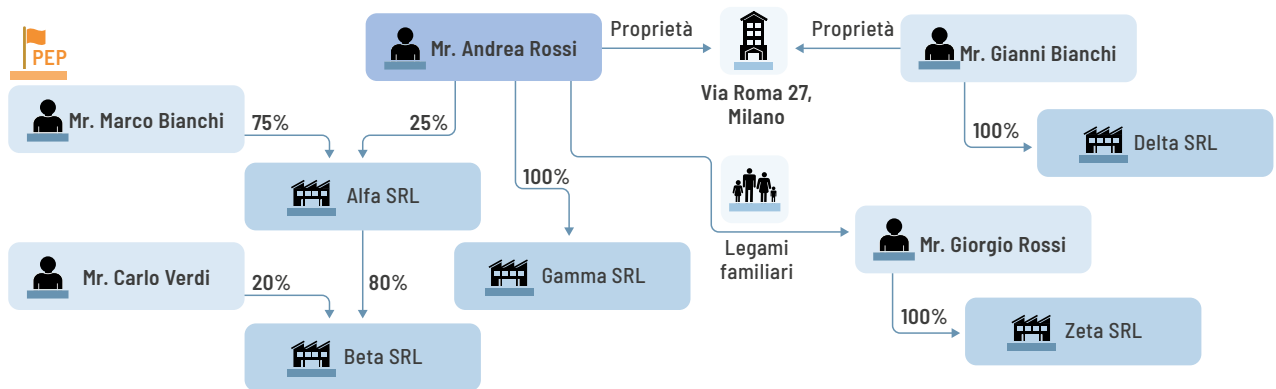 PEP
Mr. Andrea Rossi
Proprietà
Proprietà
Mr. Gianni Bianchi
Via Roma 27,
Milano
Mr. Marco Bianchi
75%
25%
100%
Delta SRL
Alfa SRL
100%
Legami
familiari
Mr. Giorgio Rossi
Mr. Carlo Verdi
20%
80%
Gamma SRL
100%
Zeta SRL
Beta SRL